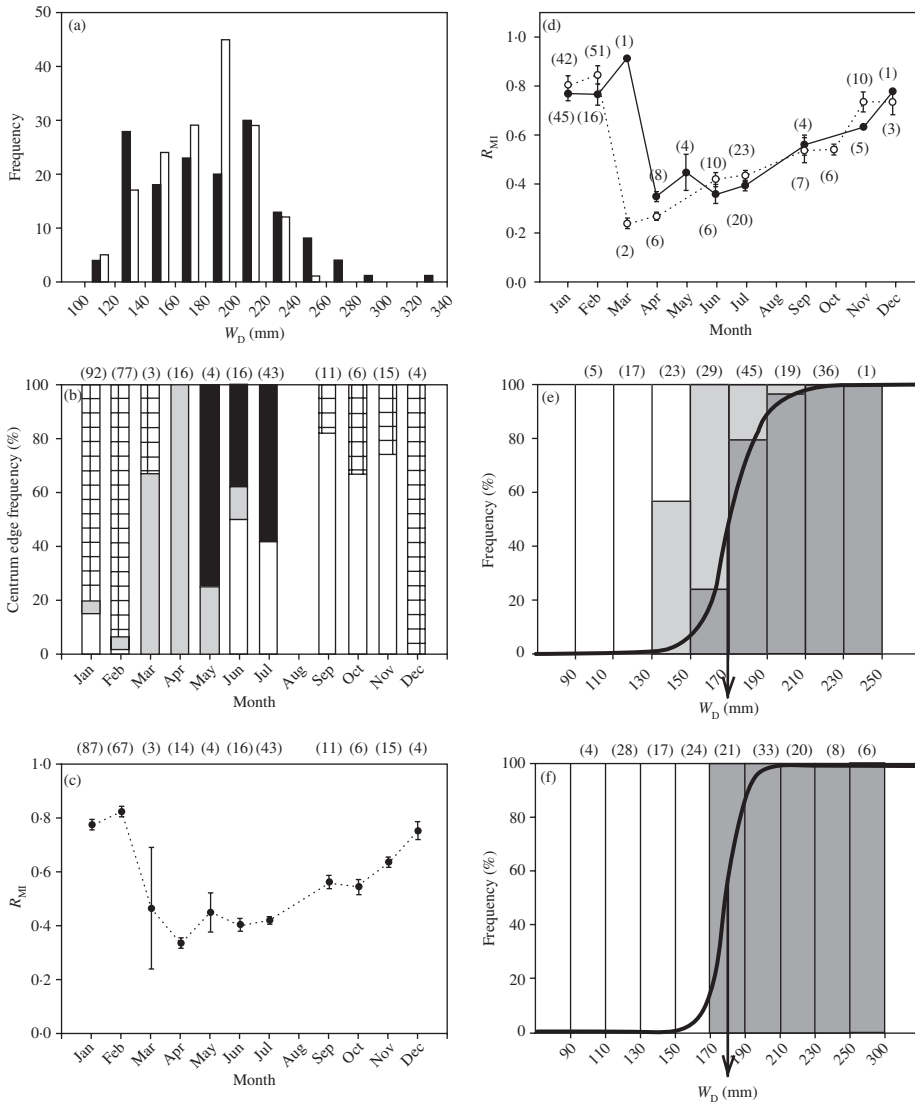 (a)
50
40
30
20
10
0
Frequency
100 120 140 160 180 200 220 240 260 280 300 320 340
W_D (mm)
(d)
1·0
0·8
0·6
0·4
0·2
0·0
R_MI
(42) (51) (1) (45) (16) (8) (2) (6) (4) (10) (6) (23) (20) (4) (7) (6) (10) (5) (1) (3)
Jan Feb Mar Apr May Jun Jul Aug Sep Oct Nov Dec
Month
(92) (77) (3) (16) (4) (16) (43) (11) (6) (15) (4)
(b)
100
80
60
40
20
0
Centrum edge frequency (%)
Jan Feb Mar Apr May Jun Jul Aug Sep Oct Nov Dec
Month
(5) (17) (23) (29) (45) (19) (36) (1)
(e)
100
80
60
40
20
0
Frequency (%)
90 110 130 150 170 190 210 230 250
W_D (mm)
(87) (67) (3) (14) (4) (16) (43) (11) (6) (15) (4)
(c)
1·0
0·8
0·6
0·4
0·2
0·0
R_MI
Jan Feb Mar Apr May Jun Jul Aug Sep Oct Nov Dec
Month
(4) (28) (17) (24) (21) (33) (20) (8) (6)
(f)
100
80
60
40
20
0
Frequency (%)
90 110 130 150 170 190 210 230 250 300
W_D (mm)